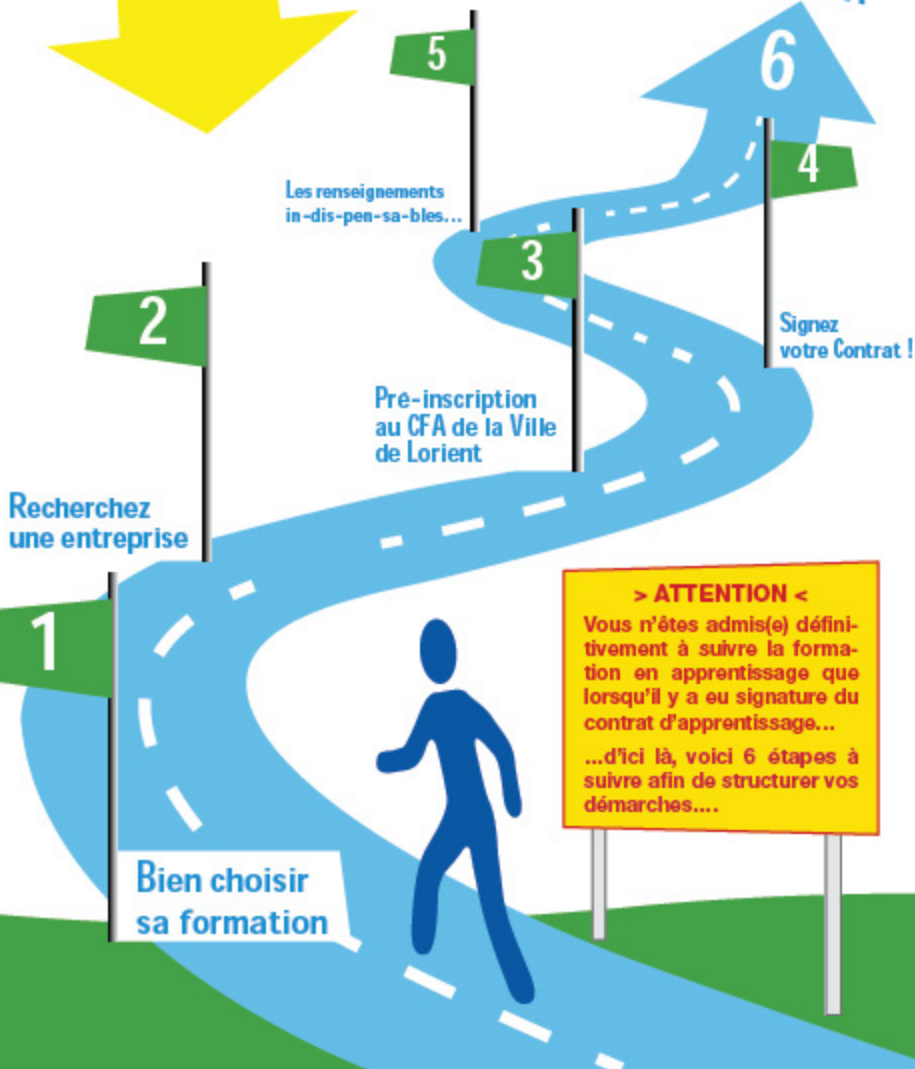 1
Bien choisir
sa formation
2
Recherchez
une entreprise
3
Pré-inscription
au CFA de la Ville
de Lorient
4
Signez
votre Contrat !
5
Les renseignements
in-dis-pen-sa-bles...
6
> ATTENTION <
Vous n'êtes admis(e) défini-
tivement à suivre la forma-
tion en apprentissage que
lorsqu'il y a eu signature du
contrat d'apprentissage...
...d'ici là, voici 6 étapes à
suivre afin de structurer vos
démarches....